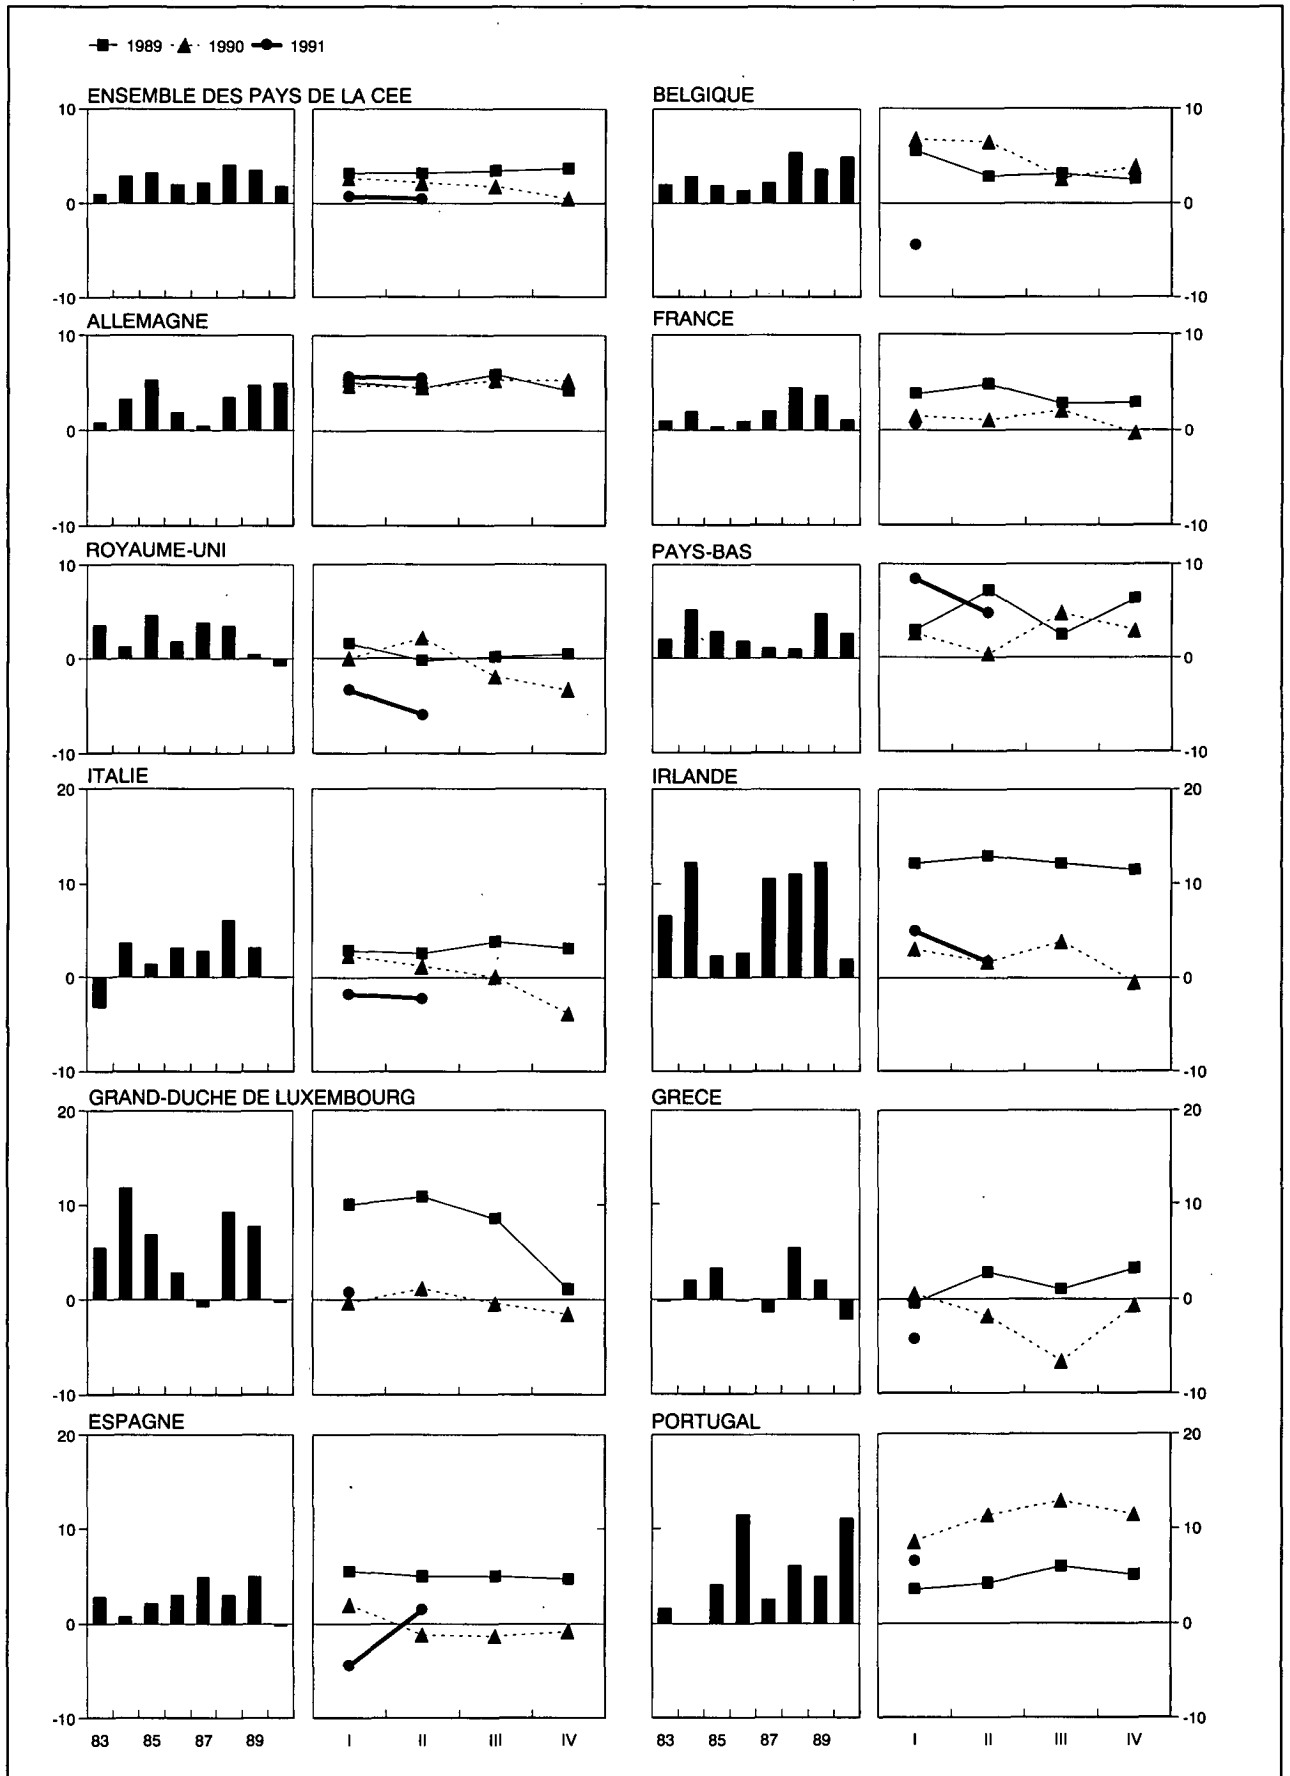 1989 1990 1991
ENSEMBLE DES PAYS DE LA CEE
10
0
-10
BELGIQUE
10
0
-10
ALLEMAGNE
10
0
-10
FRANCE
10
0
-10
ROYAUME-UNI
10
0
-10
PAYS-BAS
10
0
-10
ITALIE
20
10
0
-10
IRLANDE
20
10
0
-10
GRAND-DUCHE DE LUXEMBOURG
20
10
0
-10
GRECE
20
10
0
-10
ESPAGNE
20
10
0
-10
83 85 87 89 I II III IV
PORTUGAL
20
10
0
-10
83 85 87 89 I II III IV